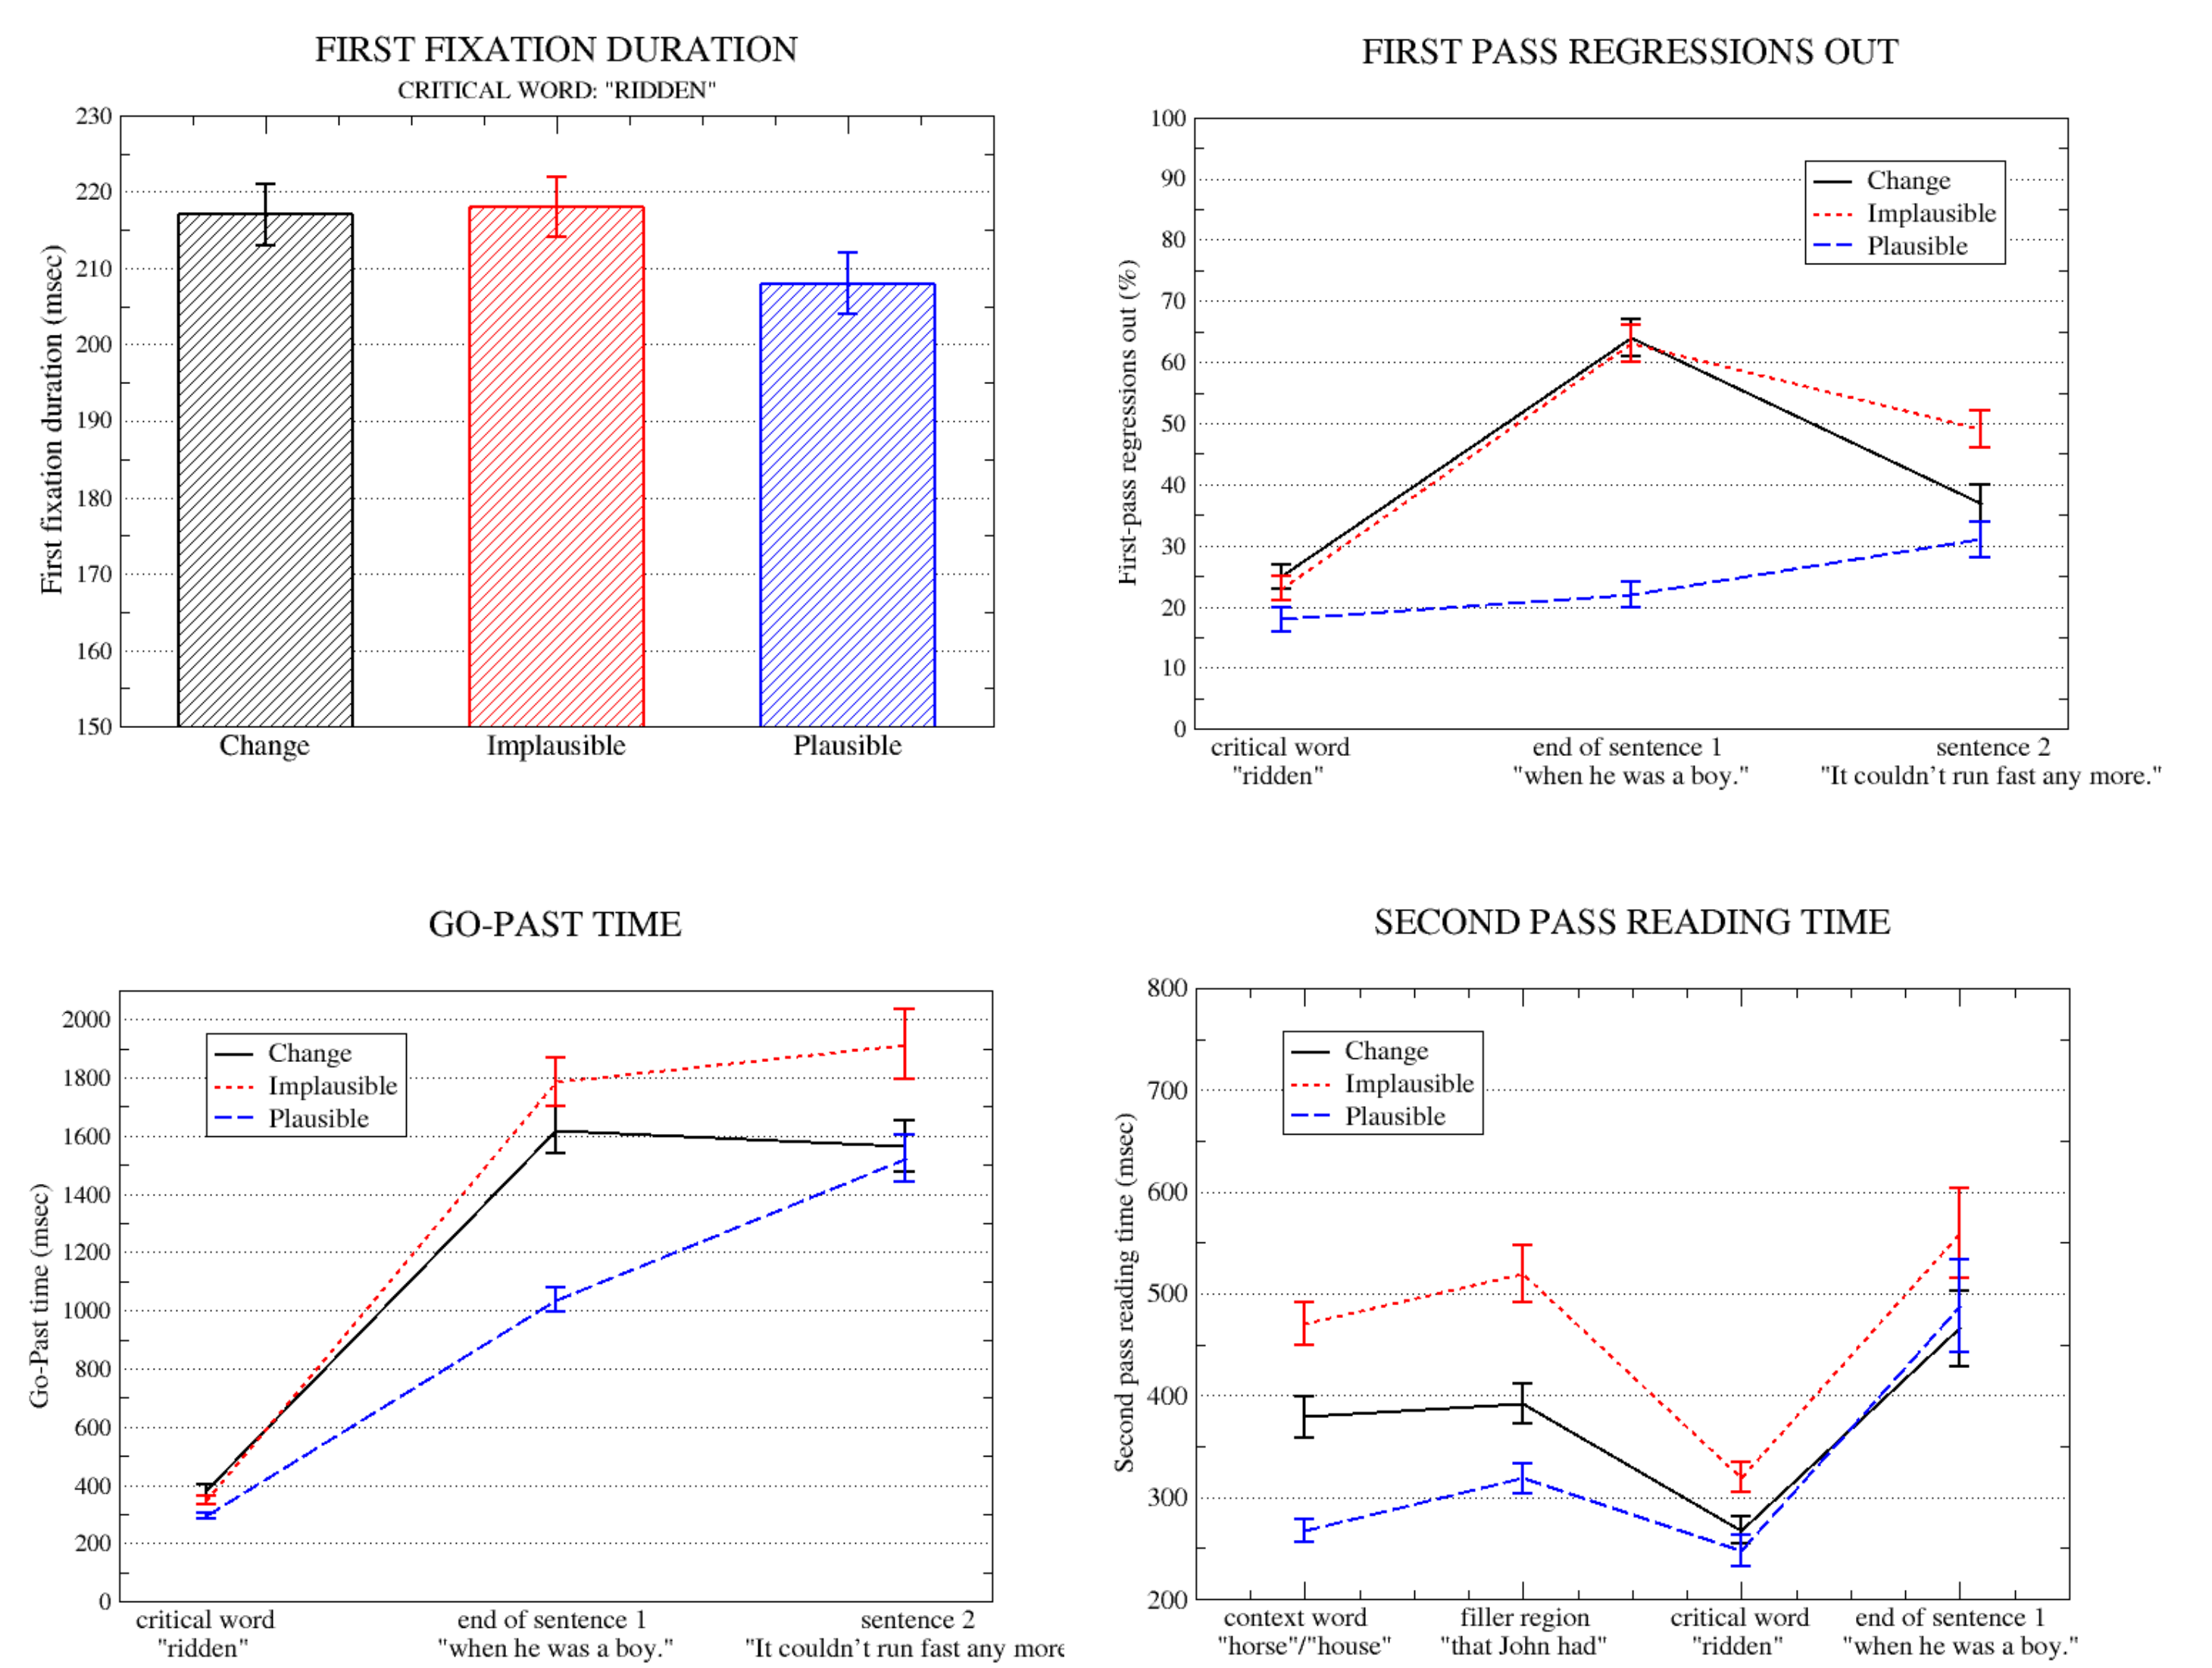 FIRST FIXATION DURATION
CRITICAL WORD: "RIDDEN"
First fixation duration (msec)
230
220
210
200
190
180
170
160
150
Change
Implausible
Plausible
FIRST PASS REGRESSIONS OUT
First-pass regressions out (%)
100
90
80
70
60
50
40
30
20
10
0
Change
Implausible
Plausible
critical word
"ridden"
end of sentence 1
"when he was a boy."
sentence 2
"It couldn't run fast any more."
GO-PAST TIME
Go-Past time (msec)
2000
1800
1600
1400
1200
1000
800
600
400
200
0
Change
Implausible
Plausible
critical word
"ridden"
end of sentence 1
"when he was a boy."
sentence 2
"It couldn't run fast any more
SECOND PASS READING TIME
Second pass reading time (msec)
800
700
600
500
400
300
200
Change
Implausible
Plausible
context word
"horse"/"house"
filler region
"that John had"
critical word
"ridden"
end of sentence 1
"when he was a boy."